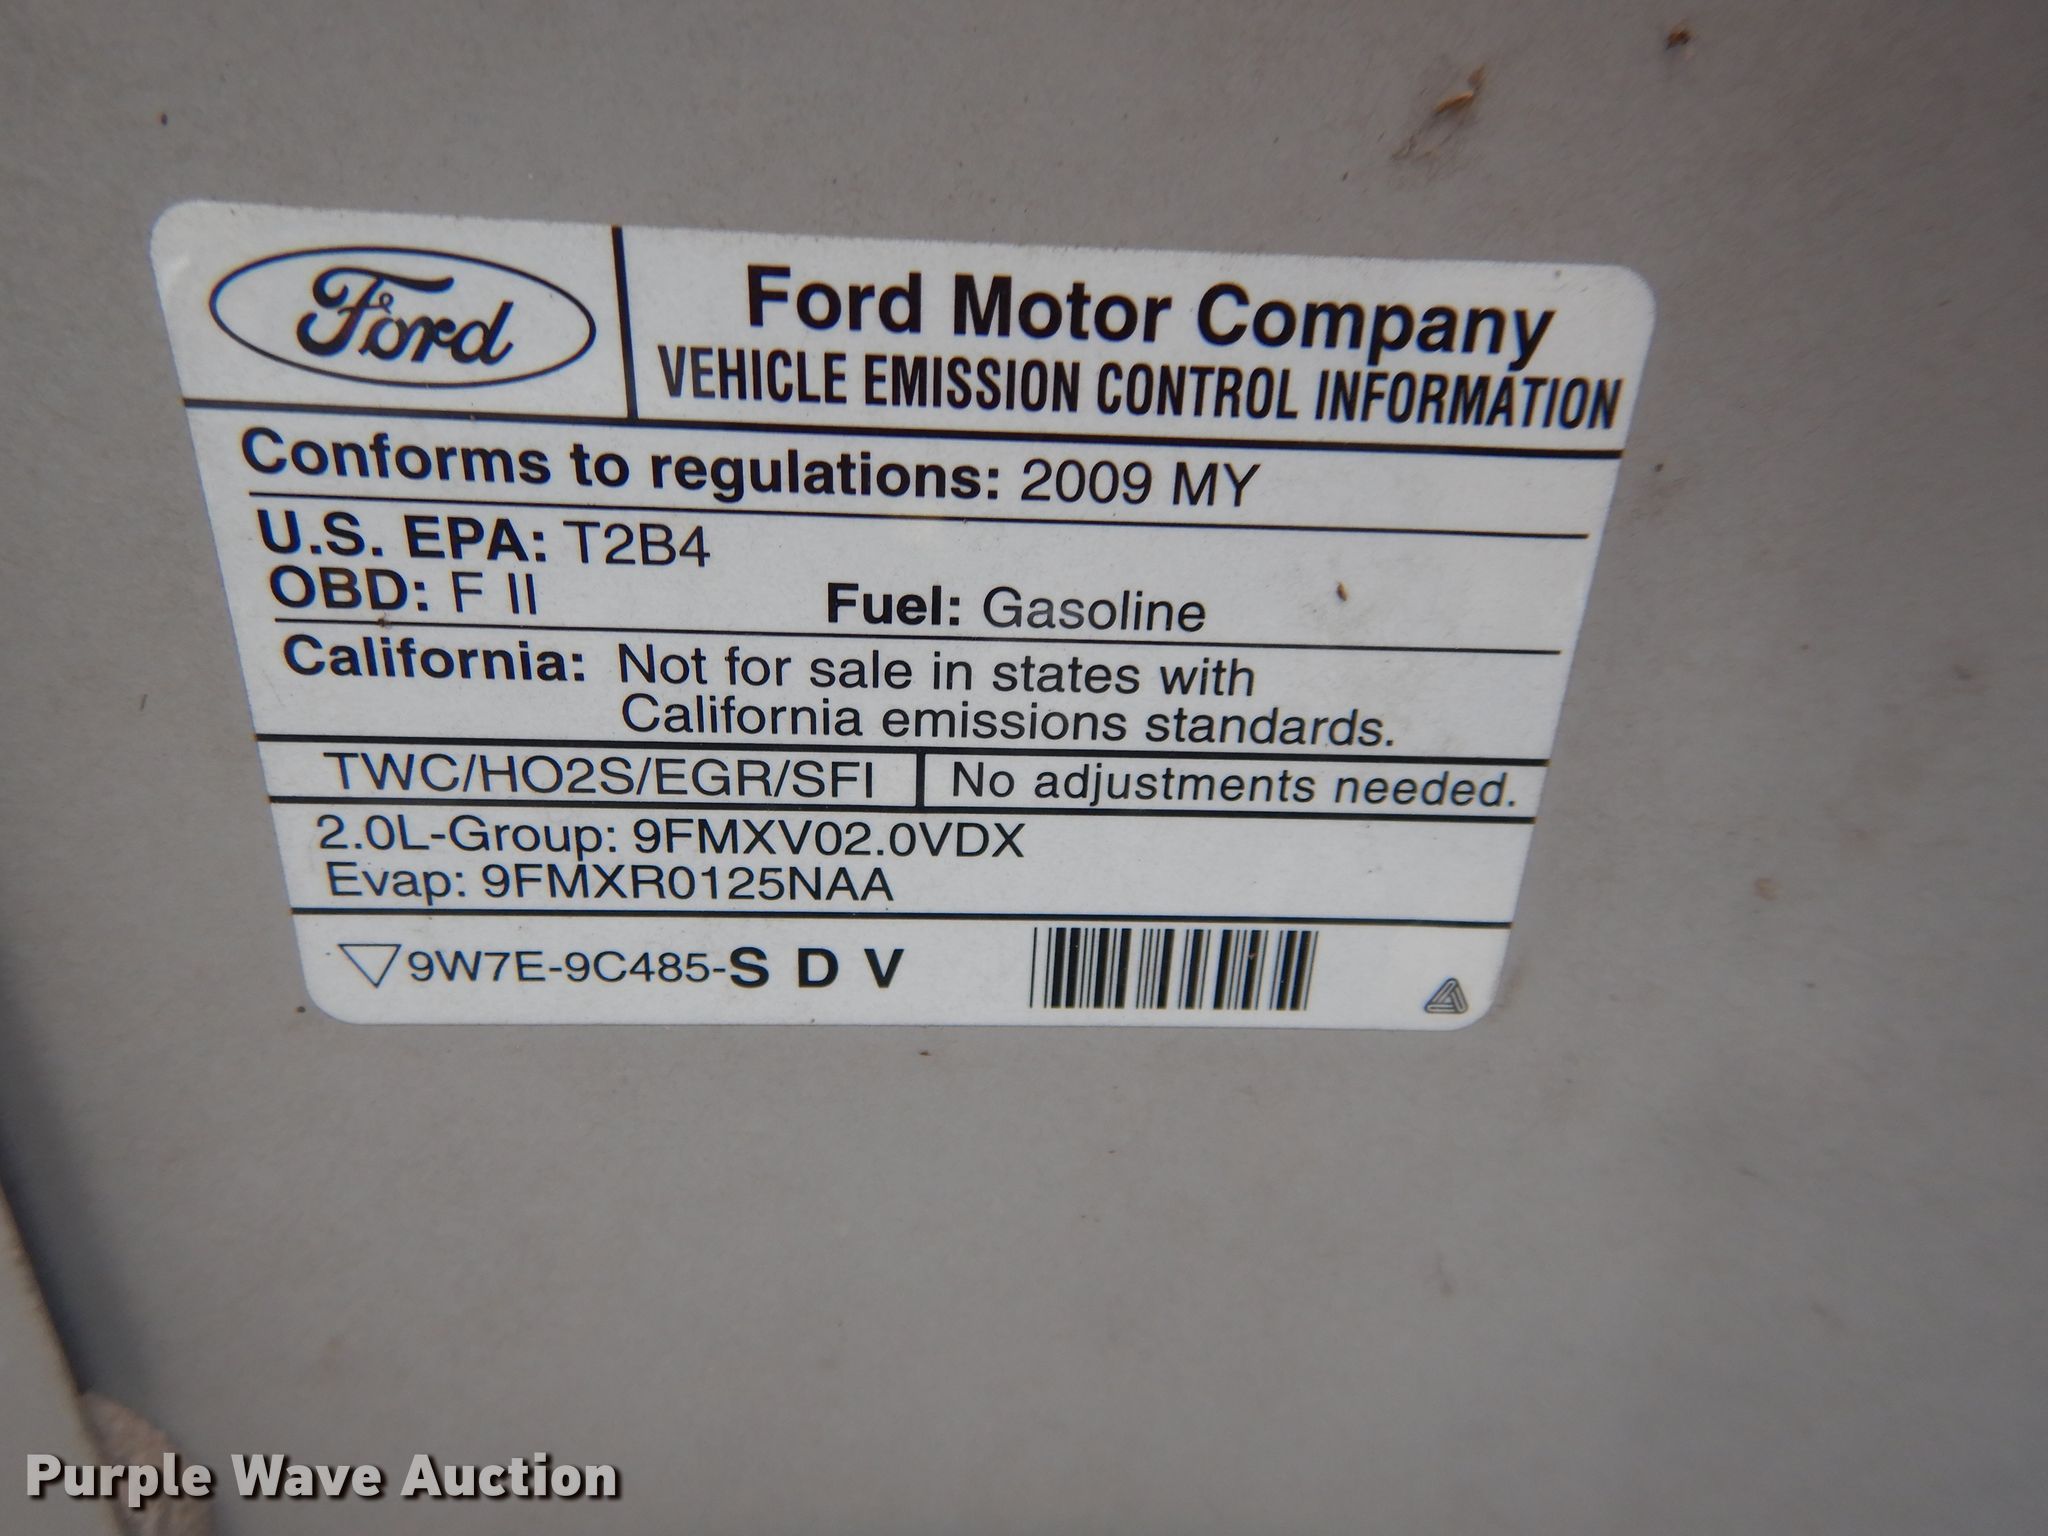 Ford
Ford Motor Company
VEHICLE EMISSION CONTROL INFORMATION
Conforms to regulations: 2009 MY
U.S. EPA: T2B4
OBD: F II Fuel: Gasoline
California: Not for sale in states with
California emissions standards.
TWC/HO2S/EGR/SFI No adjustments needed.
2.0L-Group: 9FMXV02.0VDX
Evap: 9FMXR0125NAA
9W7E-9C485-S D V
Purple Wave Auction